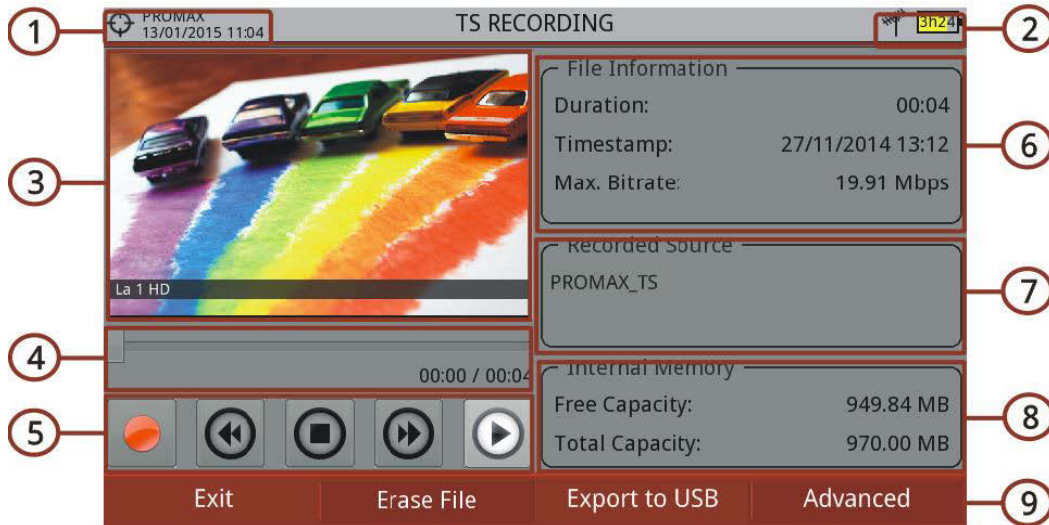 PROMAX
13/01/2015 11:04
TS RECORDING
3h24
1
2
3
La 1 HD
4
00:00 / 00:04
5
File Information
Duration: 00:04
Timestamp: 27/11/2014 13:12
Max. Bitrate: 19.91 Mbps
6
Recorded Source
PROMAX_TS
7
Internal Memory
Free Capacity: 949.84 MB
Total Capacity: 970.00 MB
8
Exit Erase File Export to USB Advanced
9